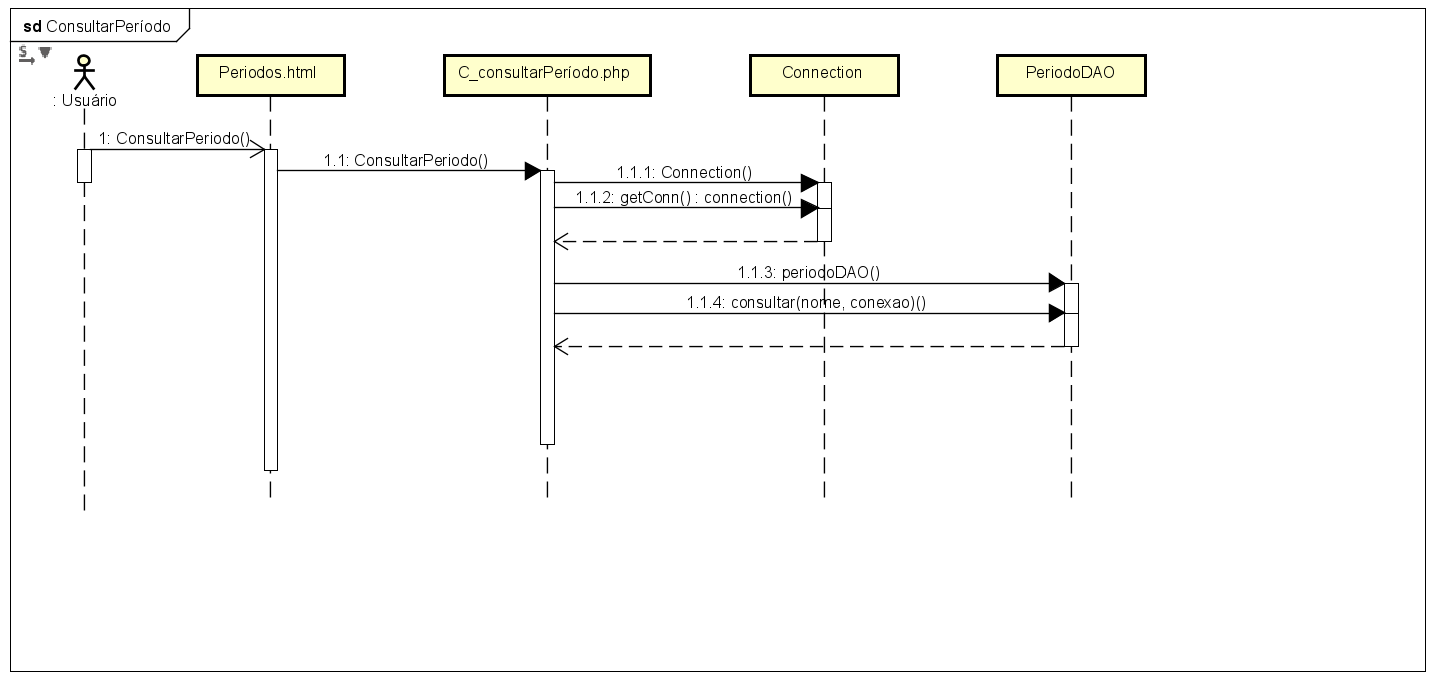 sd ConsultarPeríodo
: Usuário
Periodos.html
C_consultarPeríodo.php
Connection
PeriodoDAO
1: ConsultarPeriodo()
1.1: ConsultarPeriodo()
1.1.1: Connection()
1.1.2: getConn() : connection()
1.1.3: periodoDAO()
1.1.4: consultar(nome, conexao)()